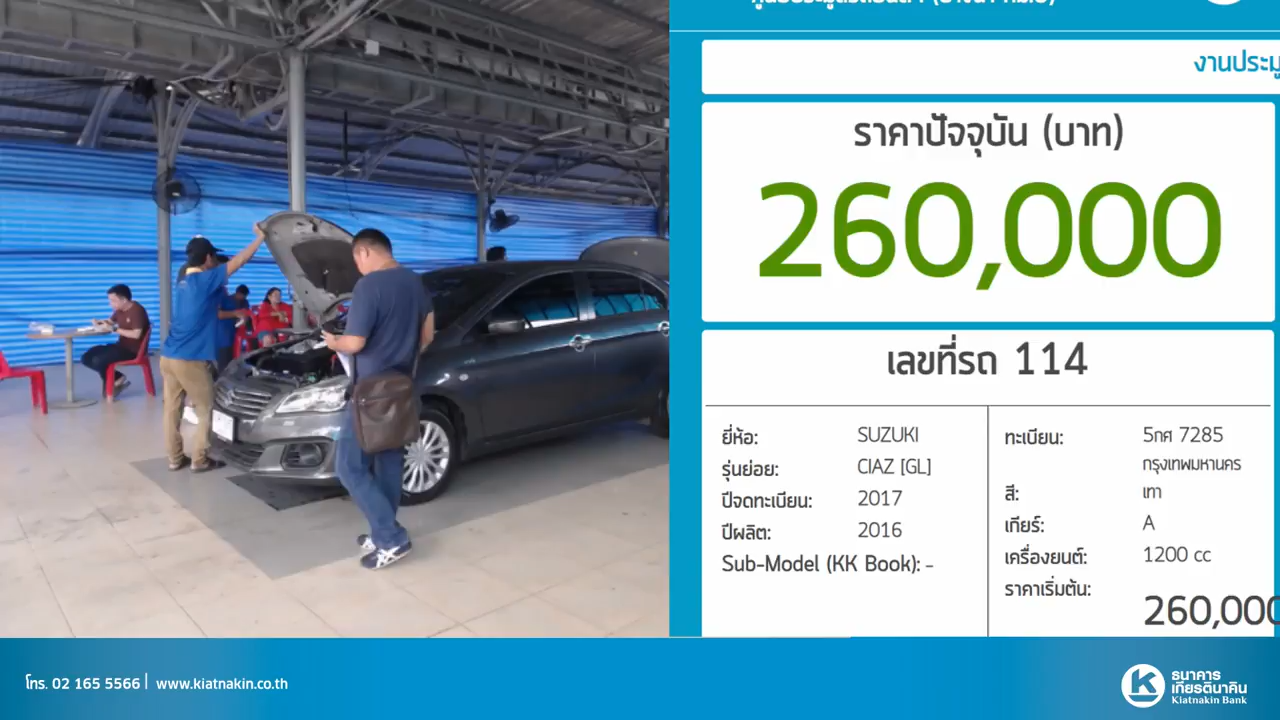 งานประมู
ราคาปัจจุบัน (บาท)
260,000
เลขที่รถ 114
ยี่ห้อ: SUZUKI
รุ่นย่อย: CIAZ [GL]
ปีจดทะเบียน: 2017
ปีผลิต: 2016
Sub-Model (KK Book): -
ทะเบียน: 5กศ 7285
กรุงเทพมหานคร
สี: เทา
เกียร์: A
เครื่องยนต์: 1200 cc
ราคาเริ่มต้น:
260,000
โทร. 02 165 5566 | www.kiatnakin.co.th
ธนาคาร
เกียรตินาคิน
Kiatnakin Bank